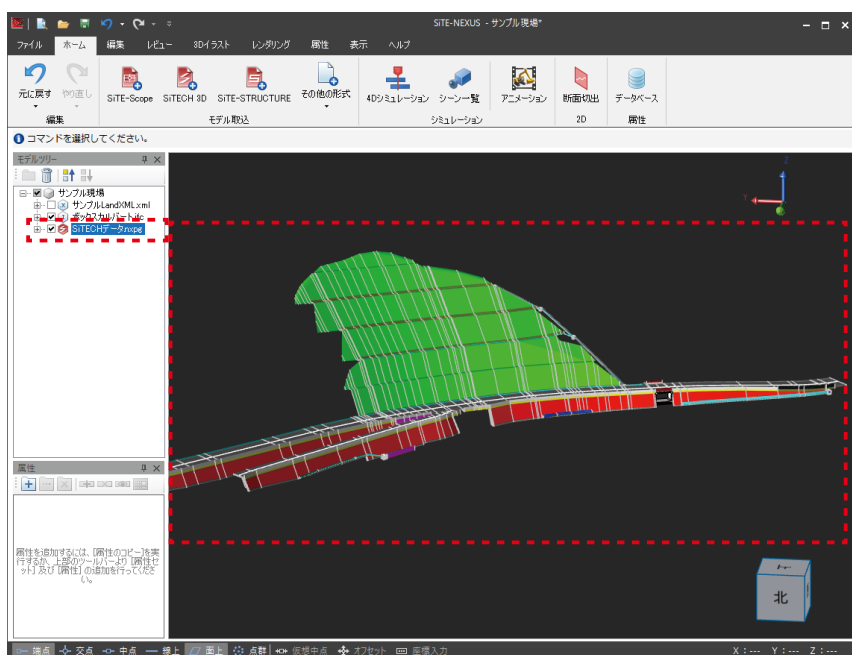 SiTE-NEXUS - サンプル現場*
ファイル ホーム 編集 レビュー 3Dイラスト レンダリング 属性 表示 ヘルプ
元に戻す やり直し SiTE-Scope SiTECH 3D SiTE-STRUCTURE その他の形式 4Dシミュレーション シーン一覧 アニメーション 断面切出 データベース
編集 モデル取込 シミュレーション 2D 属性
コマンドを選択してください。
モデルツリー
サンプル現場
サンプルLandXML.xml
ボックスカルバート.ifc
SiTECHデータ.nxpg
Z
属性
属性を追加するには、[属性のコピー]を実
行するか、上部のツールバーより [属性セ
ット] 及び [属性] の追加を行ってくださ
い。
北
端点 交点 中点 線上 面上 点群 仮想中点 オフセット 座標入力 X : --- Y : --- Z : ---